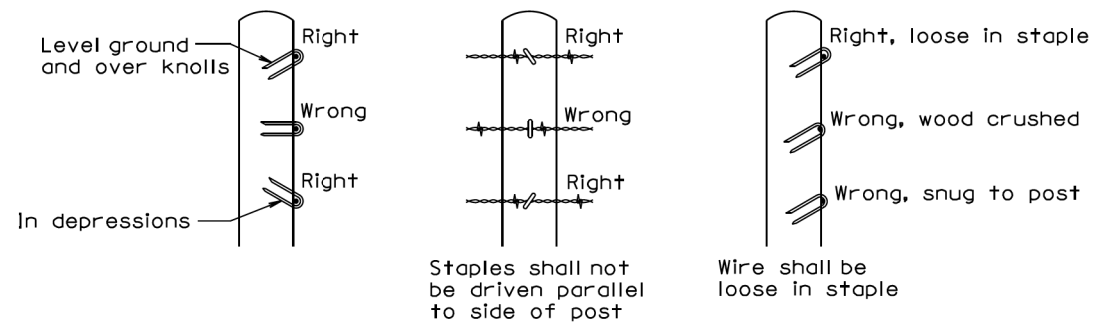 Level ground
and over knolls
Right
Wrong
Right
In depressions
Right
Wrong
Right
Staples shall not
be driven parallel
to side of post
Right, loose in staple
Wrong, wood crushed
Wrong, snug to post
Wire shall be
loose in staple